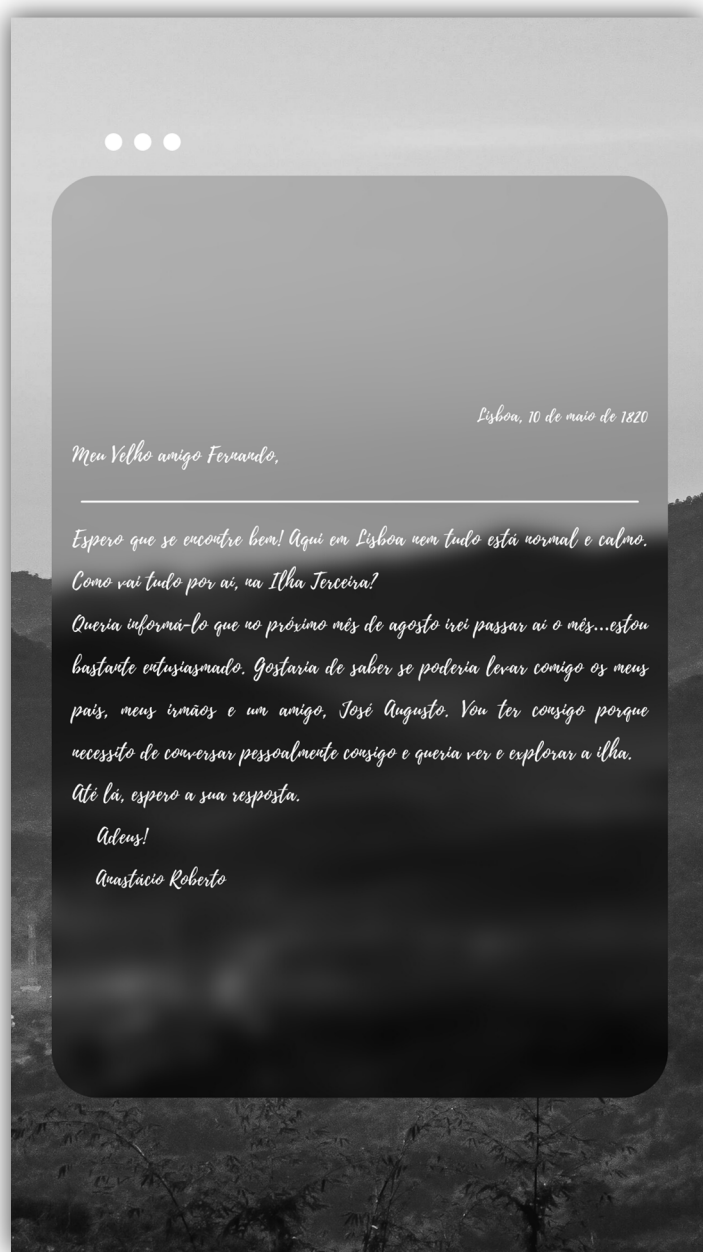 Lisboa, 10 de maio de 1820
Meu Velho amigo Fernando,
Espero que se encontre bem! Aqui em Lisboa nem tudo está normal e calmo.
Como vai tudo por aí, na Ilha Terceira?
Queria informá-lo que no próximo mês de agosto irei passar aí o mês...estou
bastante entusiasmado. Gostaria de saber se poderia levar comigo os meus
pais, meus irmãos e um amigo, José Augusto. Vou ter consigo porque
necessito de conversar pessoalmente consigo e queria ver e explorar a ilha.
Até lá, espero a sua resposta.
Adeus!
Anastácio Roberto